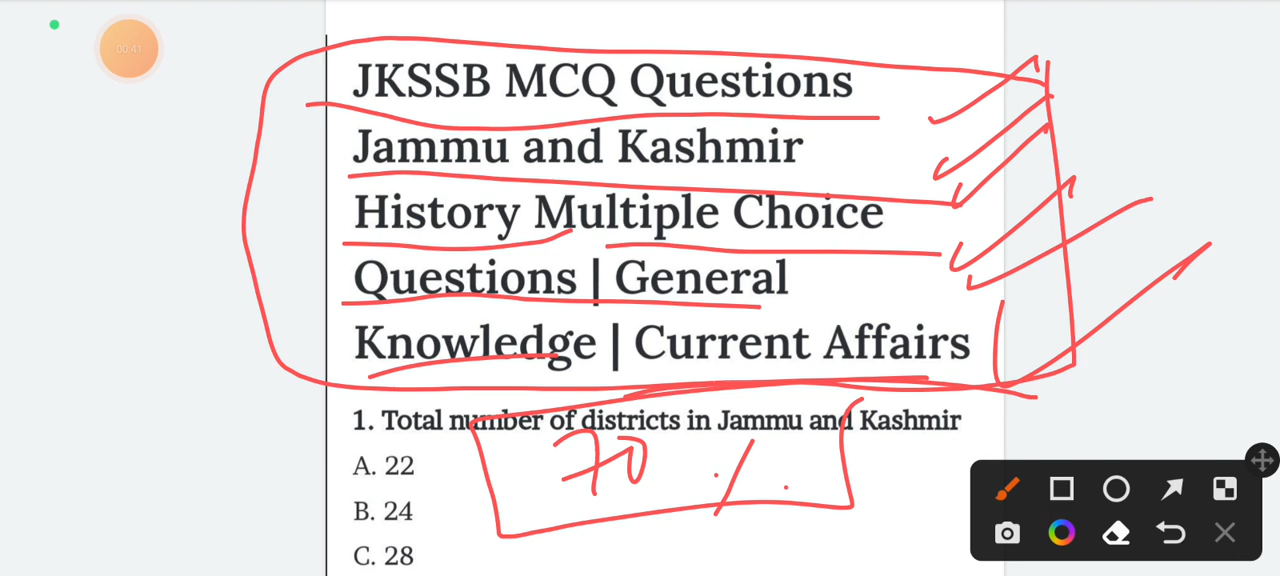 00:41
JKSSB MCQ Questions
Jammu and Kashmir
History Multiple Choice
Questions | General
Knowledge | Current Affairs
1. Total number of districts in Jammu and Kashmir
A. 22
70 %
B. 24
C. 28